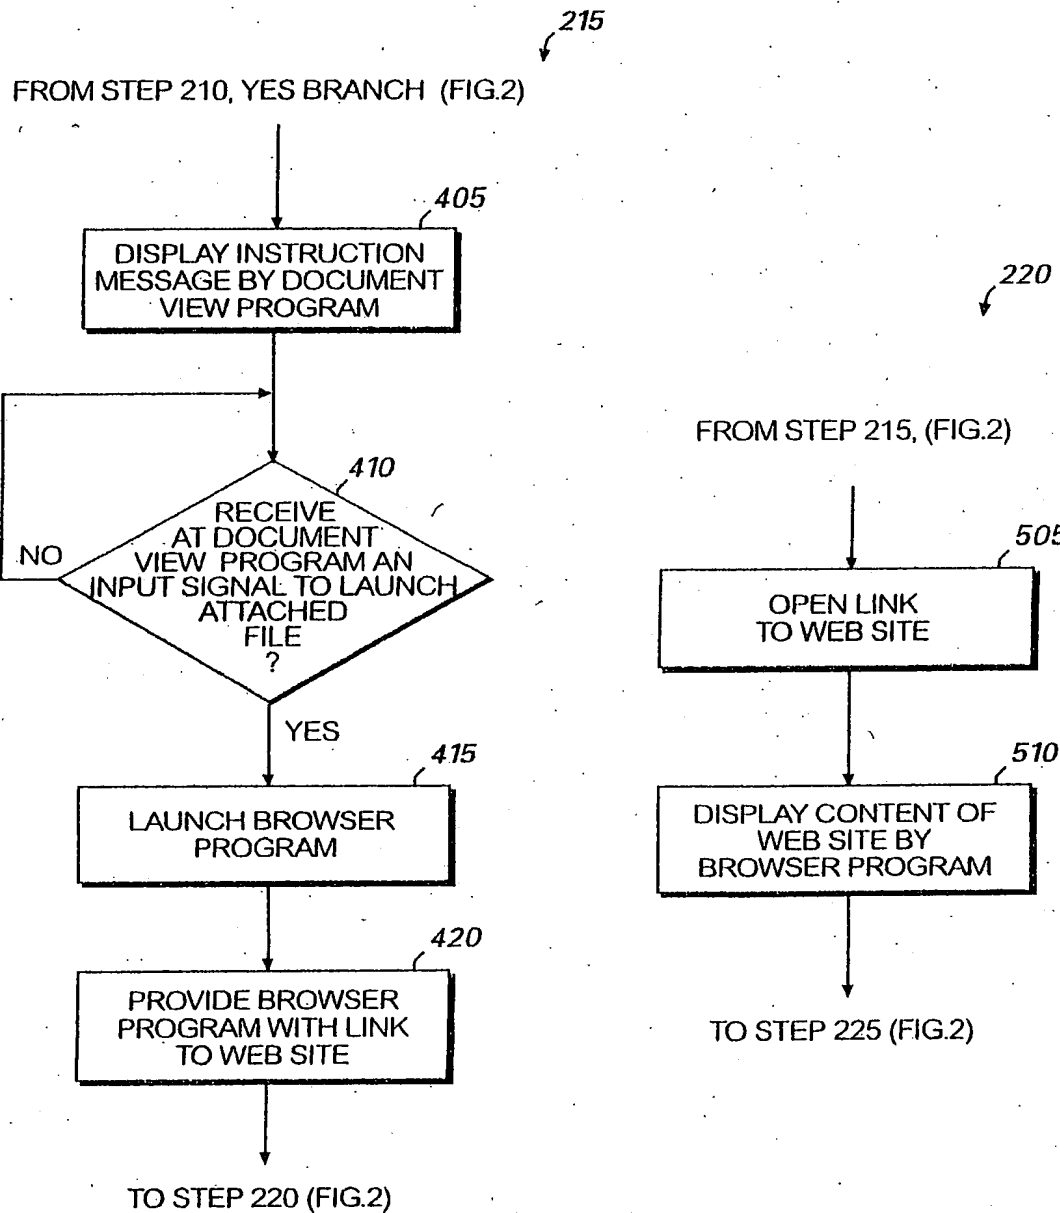 215
FROM STEP 210, YES BRANCH (FIG.2)
405
DISPLAY INSTRUCTION
MESSAGE BY DOCUMENT
VIEW PROGRAM
410
RECEIVE
AT DOCUMENT
VIEW PROGRAM AN
INPUT SIGNAL TO LAUNCH
ATTACHED
FILE
?
NO
YES
415
LAUNCH BROWSER
PROGRAM
420
PROVIDE BROWSER
PROGRAM WITH LINK
TO WEB SITE
TO STEP 220 (FIG.2)
220
FROM STEP 215, (FIG.2)
505
OPEN LINK
TO WEB SITE
510
DISPLAY CONTENT OF
WEB SITE BY
BROWSER PROGRAM
TO STEP 225 (FIG.2)